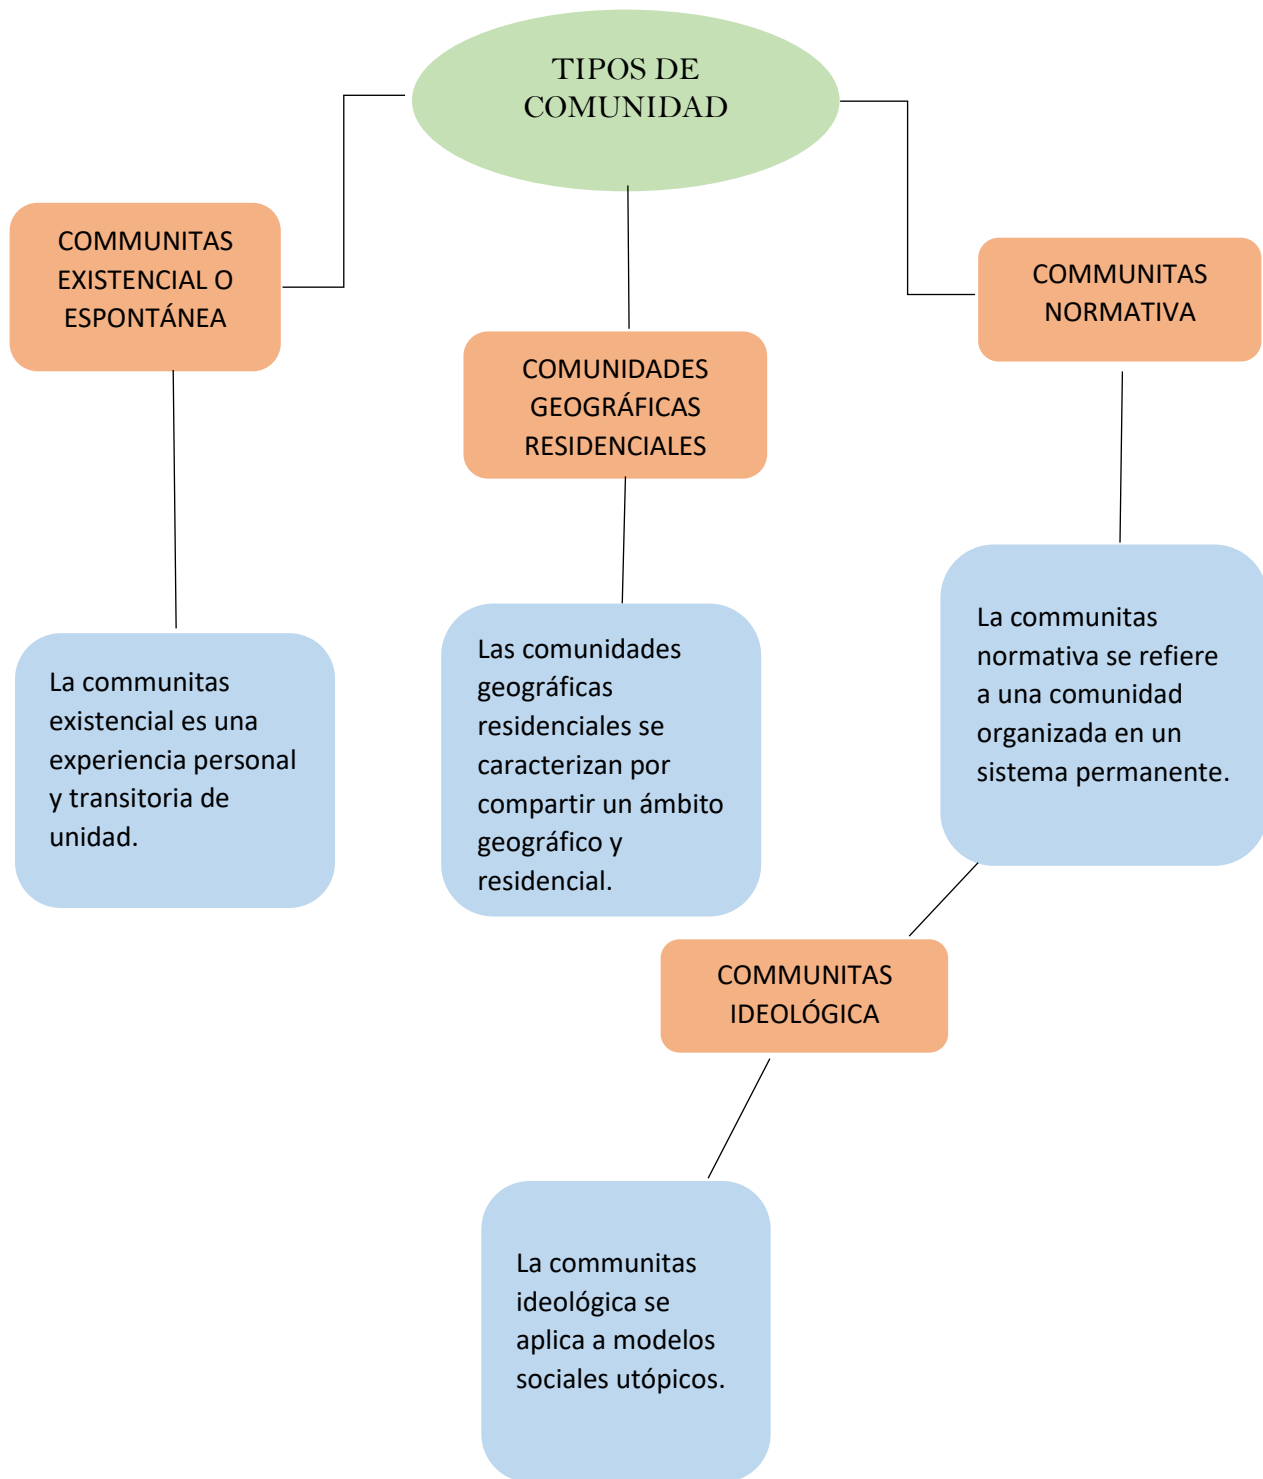 TIPOS DE
COMUNIDAD
COMMUNITAS
EXISTENCIAL O
ESPONTÁNEA
COMUNIDADES
GEOGRÁFICAS
RESIDENCIALES
COMMUNITAS
NORMATIVA
La communitas
existencial es una
experiencia personal
y transitoria de
unidad.
Las comunidades
geográficas
residenciales se
caracterizan por
compartir un ámbito
geográfico y
residencial.
La communitas
normativa se refiere
a una comunidad
organizada en un
sistema permanente.
COMMUNITAS
IDEOLÓGICA
La communitas
ideológica se
aplica a modelos
sociales utópicos.